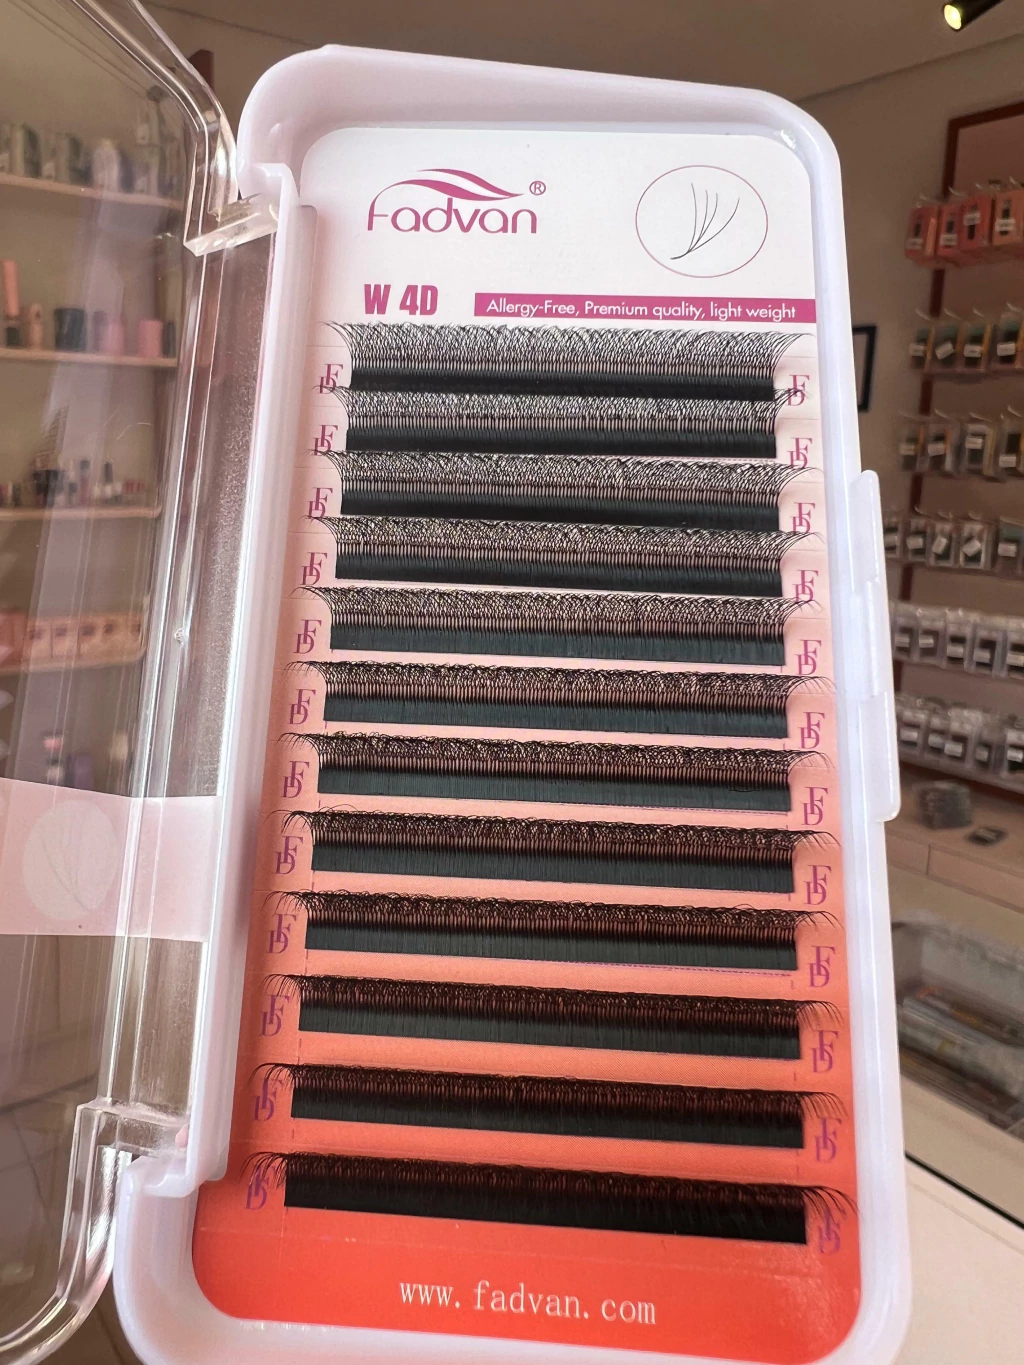 Fadvan®
W 4D
Allergy-Free, Premium quality, light weight
www.fadvan.com